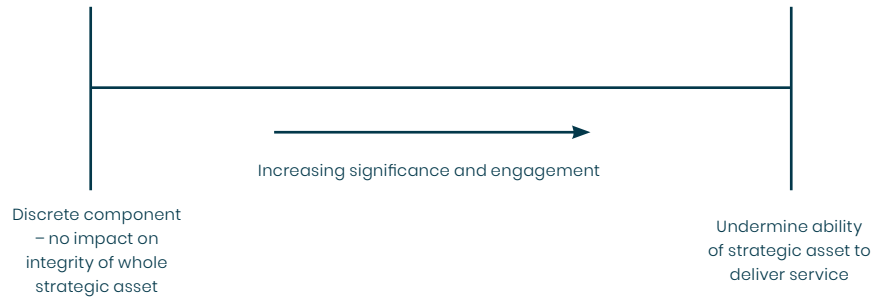 Increasing significance and engagement
Discrete component
– no impact on
integrity of whole
strategic asset
Undermine ability
of strategic asset to
deliver service